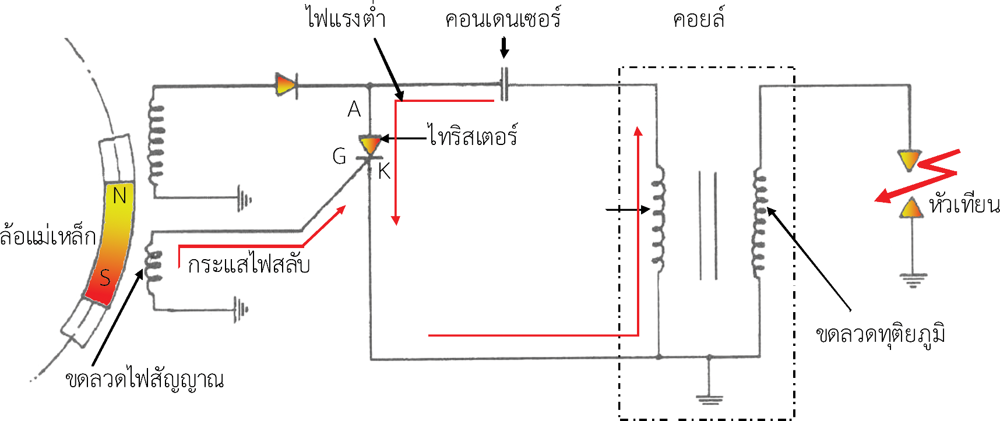 ไฟแรงต่ำ
คอนเดนเซอร์
คอยล์
A
ไทริสเตอร์
G
K
N
หัวเทียน
ล้อแม่เหล็ก
กระแสไฟสลับ
S
ขดลวดทุติยภูมิ
ขดลวดไฟสัญญาณ